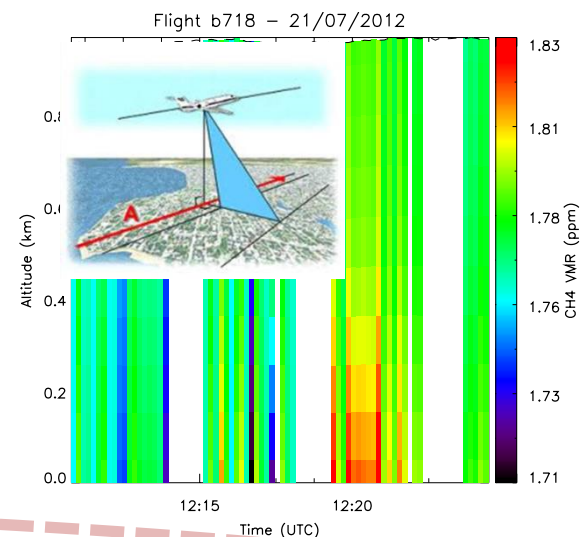 Flight b718 - 21/07/2012
0.8
0.6
0.4
0.2
0.0
Altitude (km)
A
12:15
12:20
Time (UTC)
1.83
1.81
1.78
1.76
1.73
1.71
CH4 VMR (ppm)